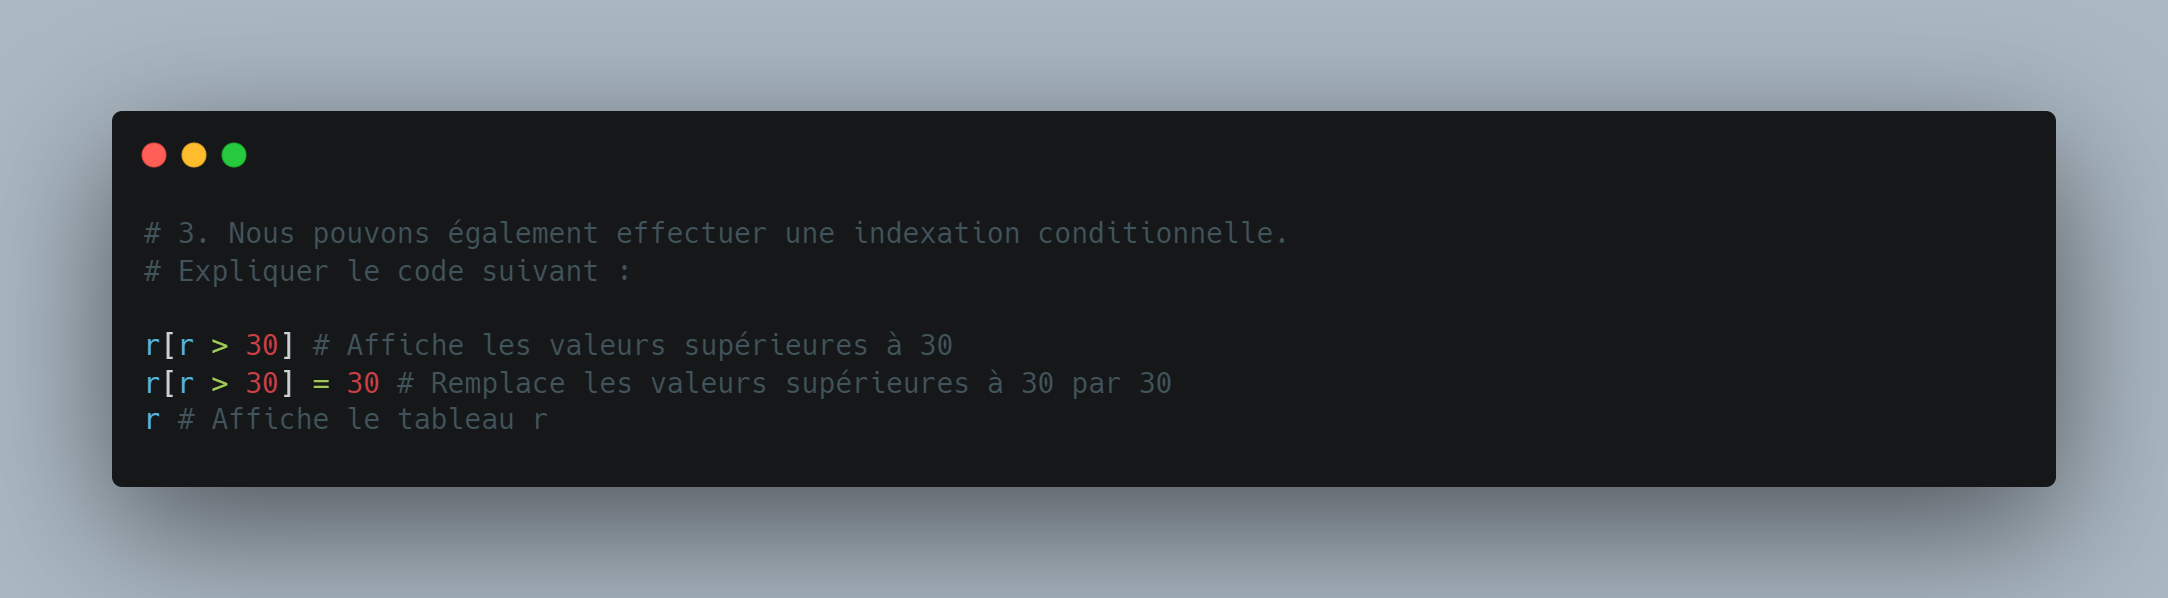 # 3. Nous pouvons également effectuer une indexation conditionnelle.
# Expliquer le code suivant :
r[r > 30] # Affiche les valeurs supérieures à 30
r[r > 30] = 30 # Remplace les valeurs supérieures à 30 par 30
r # Affiche le tableau r